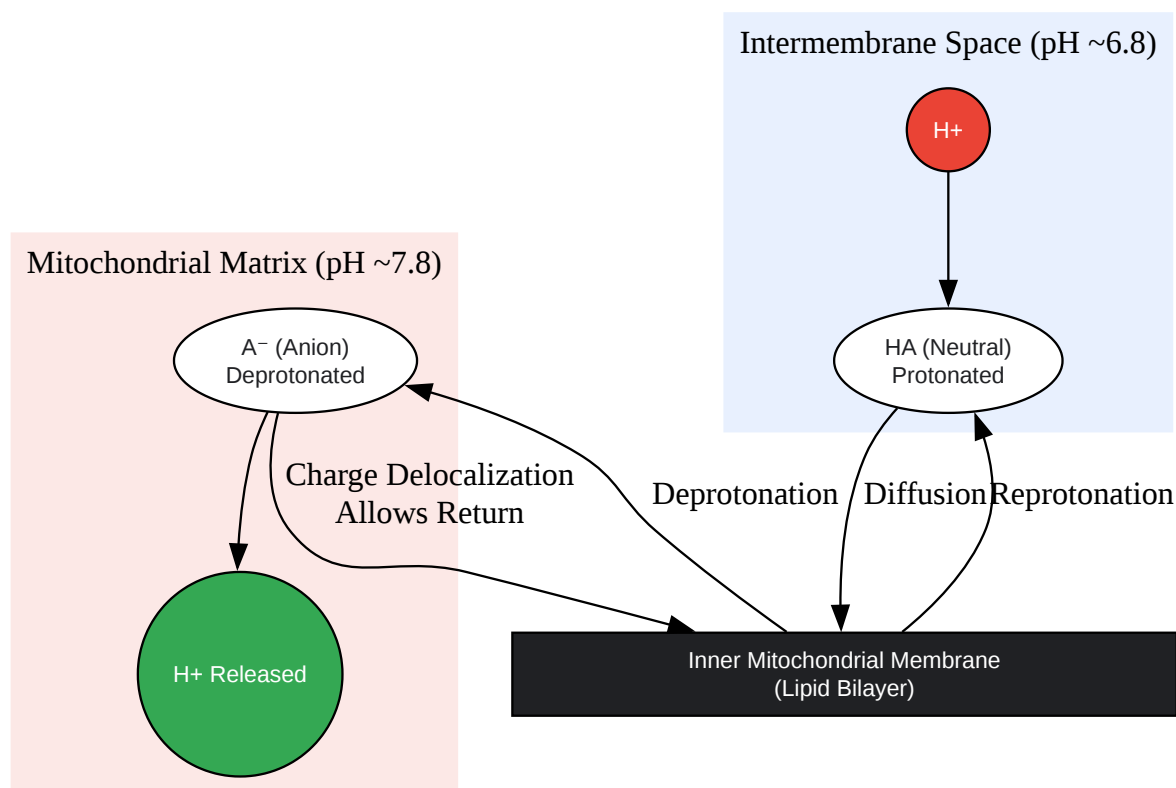 Intermembrane Space (pH ~6.8)
H+
Mitochondrial Matrix (pH ~7.8)
A⁻ (Anion)
Deprotonated
HA (Neutral)
Protonated
Charge Delocalization
Allows Return
Deprotonation
Diffusion
Reprotonation
H+ Released
Inner Mitochondrial Membrane
(Lipid Bilayer)